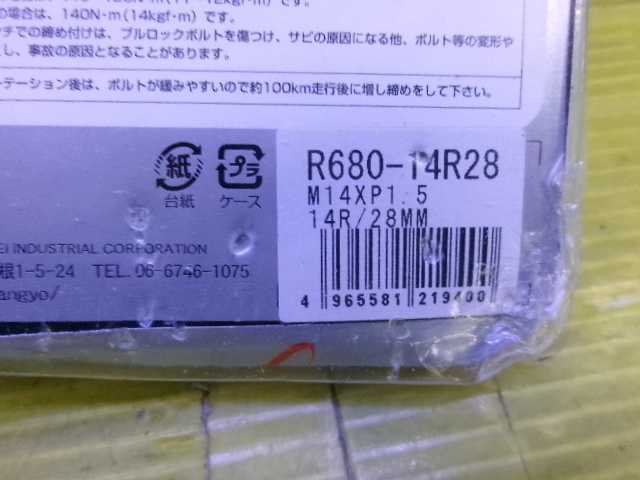 の場合は、140N·m(14kgf·m)です。
チでの締め付けは、ブルロックボルトを傷つけ、サビの原因になる他、ボルト等の変形や
とし、事故の原因となることがあります。
ーテーション後は、ボルトが緩みやすいので約100km走行後に増し締めをして下さい。
紙
台紙
プラ
ケース
R680-14R28
M14XP1.5
14R/28MM
4 965581 219400
EI INDUSTRIAL CORPORATION
根1-5-24 TEL. 06-6746-1075
angyo/